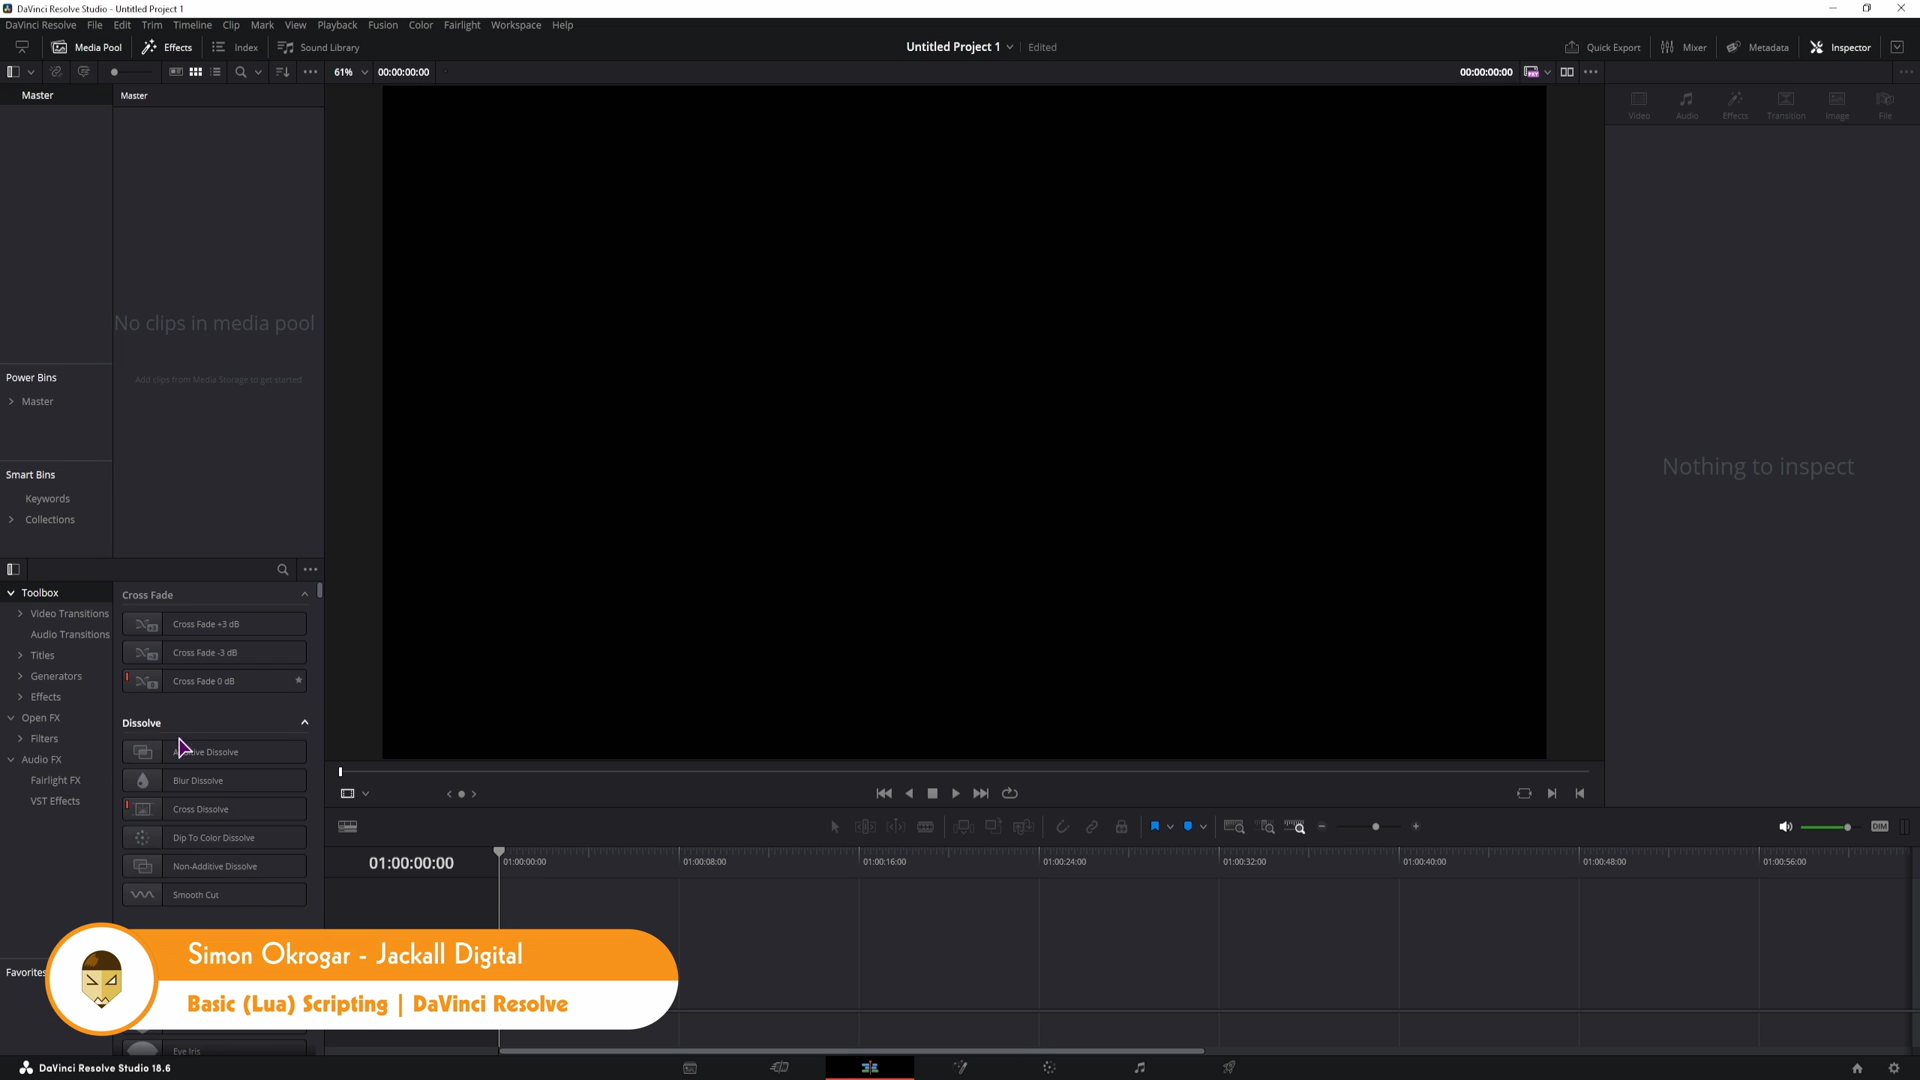 DaVinci Resolve Studio - Untitled Project 1
DaVinci Resolve File Edit Trim Timeline Clip Mark View Playback Fusion Color Fairlight Workspace Help
Media Pool Effects Index Sound Library Untitled Project 1 Edited Quick Export Mixer Metadata Inspector
61% 00:00:00:00 00:00:00:00
Master Master
Video Audio Effects Transition Image File
No clips in media pool
Add clips from Media Storage to get started
Power Bins
Master
Nothing to inspect
Smart Bins
Keywords
Collections
Toolbox
Video Transitions
Audio Transitions
Titles
Generators
Effects
Open FX
Filters
Audio FX
Fairlight FX
VST Effects
Favorites
Cross Fade
Cross Fade +3 dB
Cross Fade -3 dB
Cross Fade 0 dB
Dissolve
Additive Dissolve
Blur Dissolve
Cross Dissolve
Dip To Color Dissolve
Non-Additive Dissolve
Smooth Cut
Eye Iris
DIM
01:00:00:00 01:00:00:00 01:00:08:00 01:00:16:00 01:00:24:00 01:00:32:00 01:00:40:00 01:00:48:00 01:00:56:00
Simon Okrogar - Jackall Digital
Basic (Lua) Scripting | DaVinci Resolve
DaVinci Resolve Studio 18.6